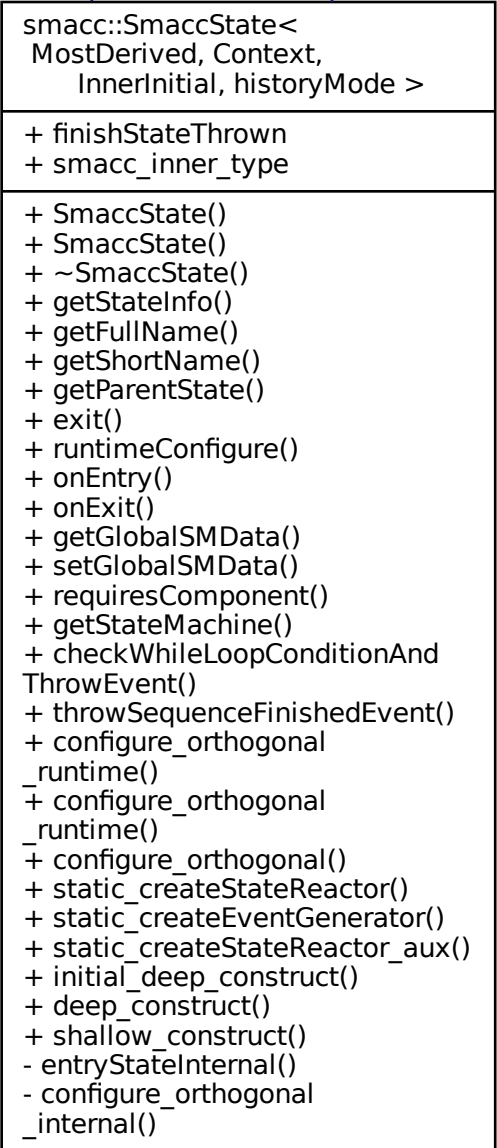 smacc::SmaccState<
MostDerived, Context,
InnerInitial, historyMode >
+ finishStateThrown
+ smacc_inner_type
+ SmaccState()
+ SmaccState()
+ ~SmaccState()
+ getStateInfo()
+ getFullName()
+ getShortName()
+ getParentState()
+ exit()
+ runtimeConfigure()
+ onEntry()
+ onExit()
+ getGlobalSMData()
+ setGlobalSMData()
+ requiresComponent()
+ getStateMachine()
+ checkWhileLoopConditionAnd
ThrowEvent()
+ throwSequenceFinishedEvent()
+ configure_orthogonal
_runtime()
+ configure_orthogonal
_runtime()
+ configure_orthogonal()
+ static_createStateReactor()
+ static_createEventGenerator()
+ static_createStateReactor_aux()
+ initial_deep_construct()
+ deep_construct()
+ shallow_construct()
- entryStateInternal()
- configure_orthogonal
_internal()